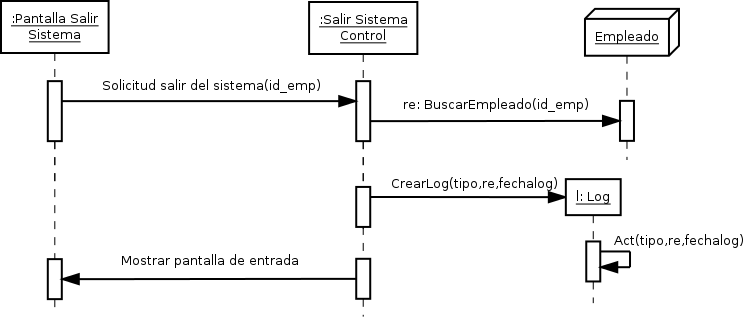 :Pantalla Salir
Sistema
:Salir Sistema
Control
Empleado
Solicitud salir del sistema(id_emp)
re: BuscarEmpleado(id_emp)
CrearLog(tipo,re,fechalog)
l: Log
Act(tipo,re,fechalog)
Mostrar pantalla de entrada